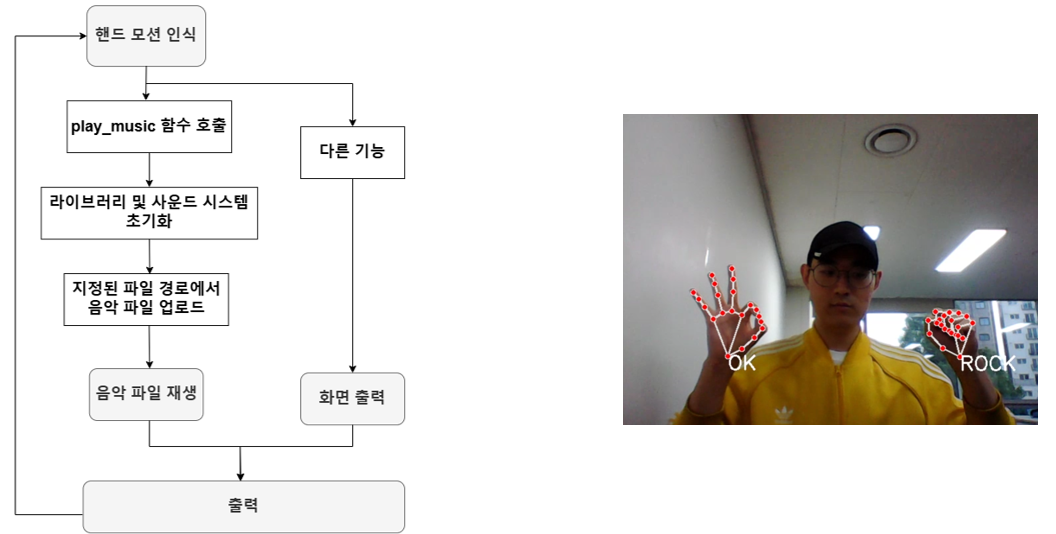 핸드 모션 인식
play_music 함수 호출
다른 기능
라이브러리 및 사운드 시스템
초기화
지정된 파일 경로에서
음악 파일 업로드
음악 파일 재생
화면 출력
출력
OK
ROCK